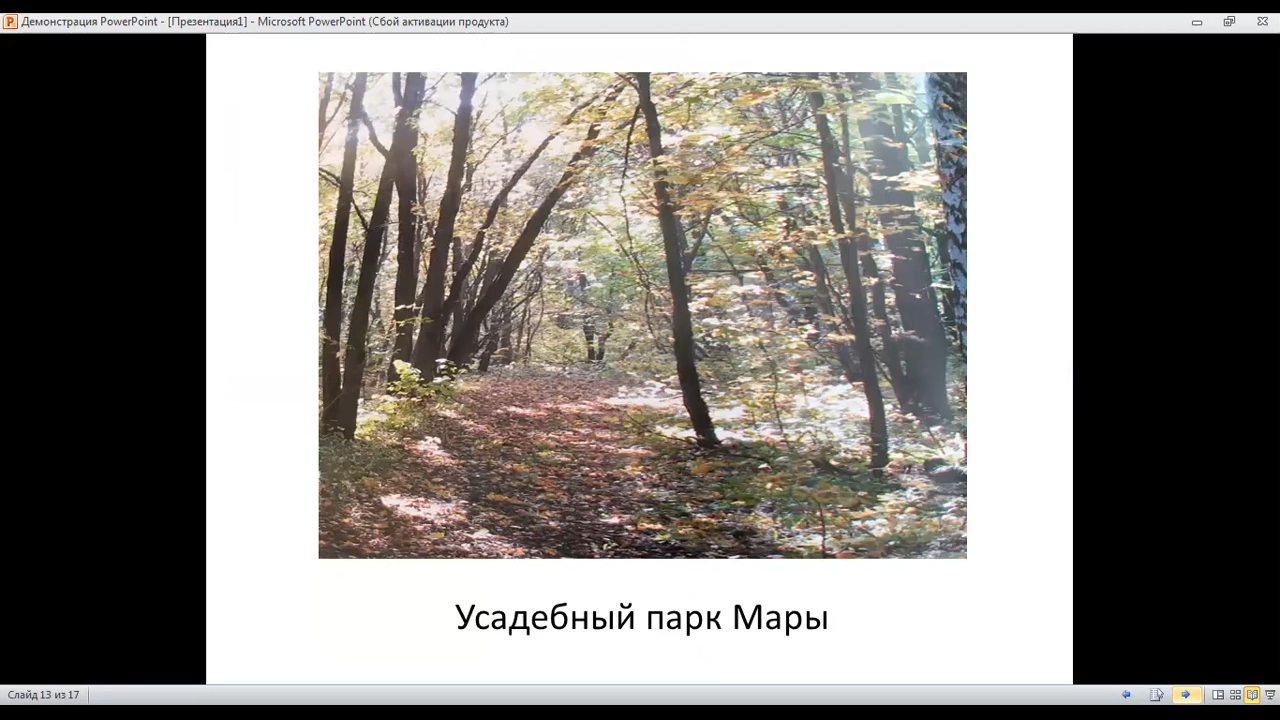 Демонстрация PowerPoint - [Презентация1] - Microsoft PowerPoint (Сбой активации продукта)
Усадебный парк Мары
Слайд 13 из 17